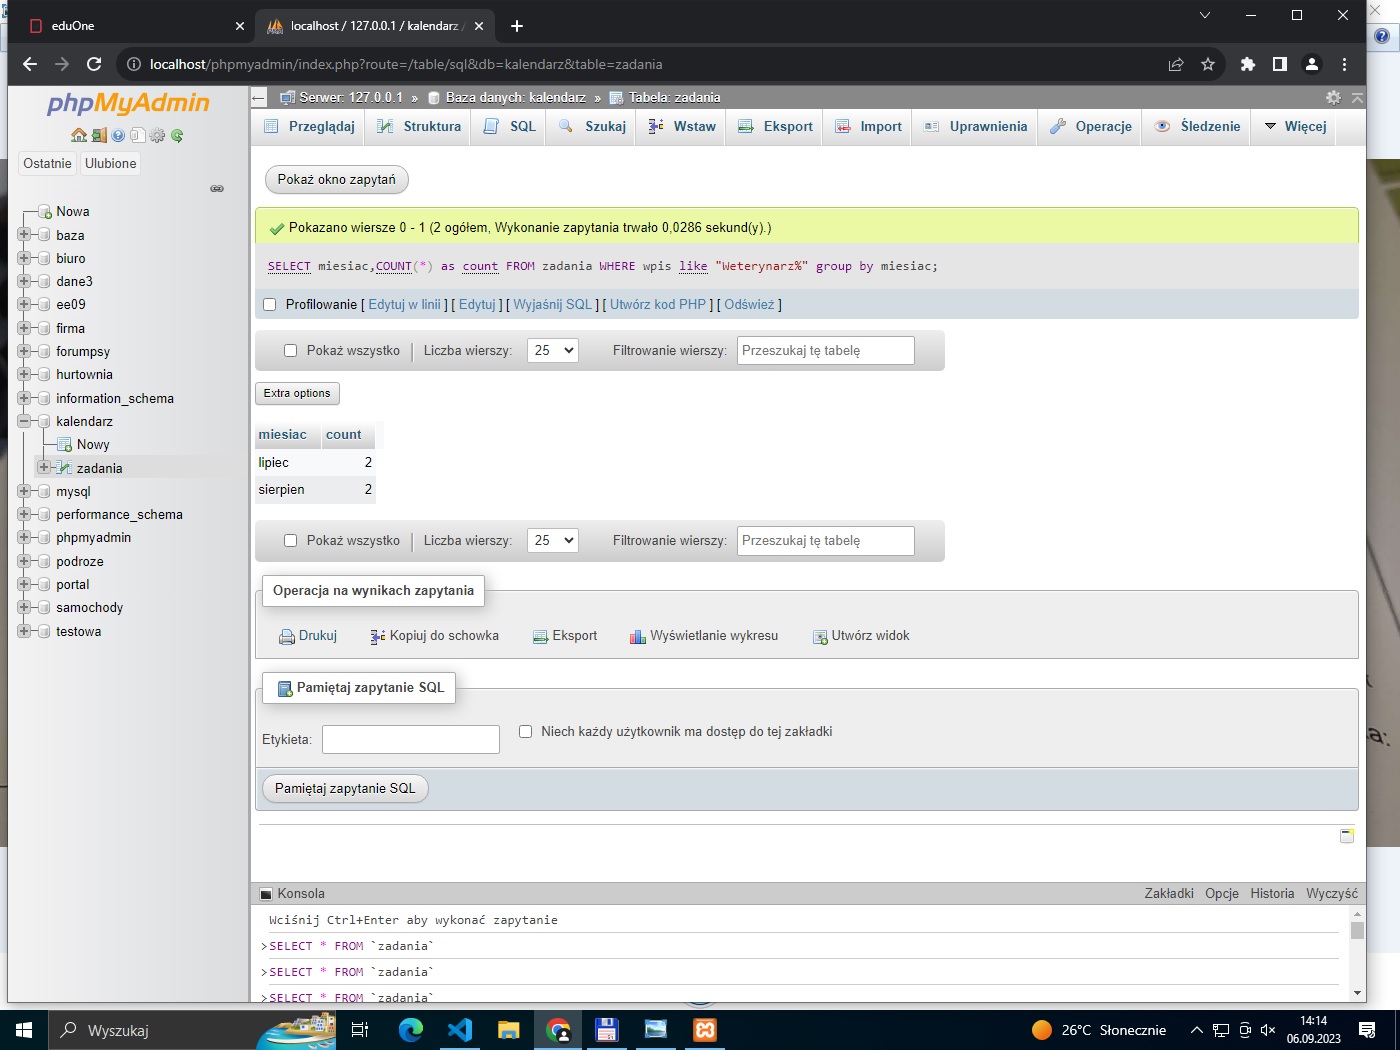 eduOne
localhost / 127.0.0.1 / kalendarz /
localhost/phpmyadmin/index.php?route=/table/sql&db=kalendarz&table=zadania
phpMyAdmin
Ostatnie
Ulubione
Nowa
baza
biuro
dane3
ee09
firma
forumpsy
hurtownia
information_schema
kalendarz
Nowy
zadania
mysql
performance_schema
phpmyadmin
podroze
portal
samochody
testowa
Serwer: 127.0.0.1 » Baza danych: kalendarz » Tabela: zadania
Przeglądaj Struktura SQL Szukaj Wstaw Eksport Import Uprawnienia Operacje Śledzenie Więcej
Pokaż okno zapytań
Pokazano wiersze 0 - 1 (2 ogółem, Wykonanie zapytania trwało 0,0286 sekund(y).)
SELECT miesiac,COUNT(*) as count FROM zadania WHERE wpis like "Weterynarz%" group by miesiac;
Profilowanie [ Edytuj w linii ] [ Edytuj ] [ Wyjaśnij SQL ] [ Utwórz kod PHP ] [ Odśwież ]
Pokaż wszystko | Liczba wierszy: 25 Filtrowanie wierszy: Przeszukaj tę tabelę
Extra options
miesiac count
lipiec 2
sierpien 2
Pokaż wszystko | Liczba wierszy: 25 Filtrowanie wierszy: Przeszukaj tę tabelę
Operacja na wynikach zapytania
Drukuj Kopiuj do schowka Eksport Wyświetlanie wykresu Utwórz widok
Pamiętaj zapytanie SQL
Etykieta: Niech każdy użytkownik ma dostęp do tej zakładki
Pamiętaj zapytanie SQL
Konsola Zakładki Opcje Historia Wyczyść
Wciśnij Ctrl+Enter aby wykonać zapytanie
>SELECT * FROM `zadania`
>SELECT * FROM `zadania`
>SELECT * FROM `zadania`
a:
Wyszukaj
26°C Słonecznie
14:14
06.09.2023